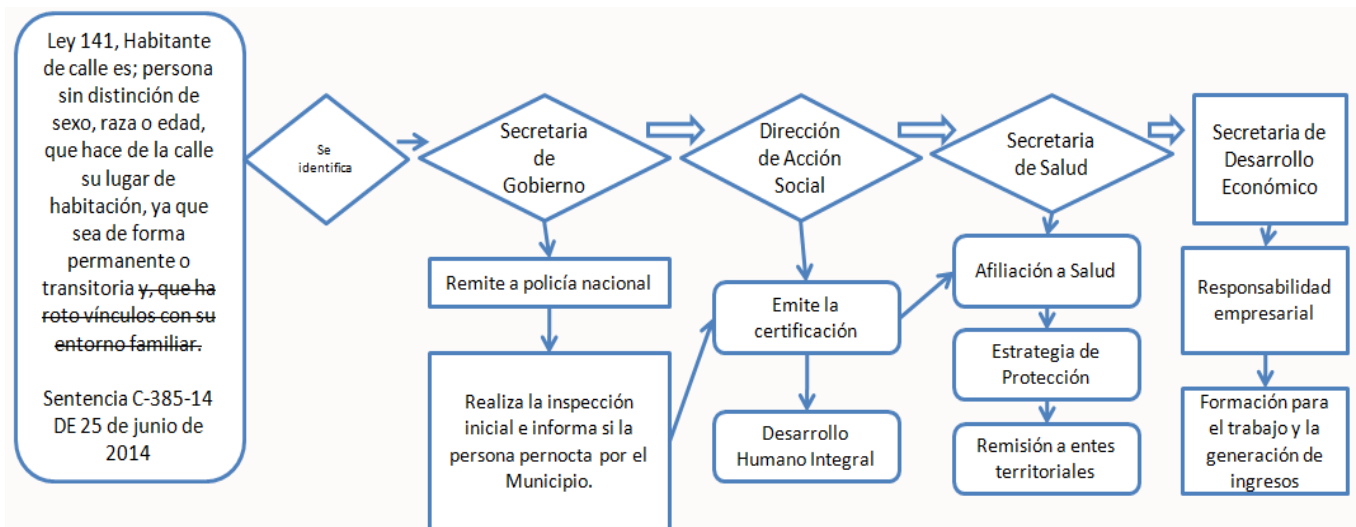 Ley 141, Habitante
de calle es; persona
sin distinción de
sexo, raza o edad,
que hace de la calle
su lugar de
habitación, ya que
sea de forma
permanente o
transitoria y, que ha
roto vínculos con su
entorno familiar.
Sentencia C-385-14
DE 25 de junio de
2014
Se
identifica
Secretaria
de
Gobierno
Remite a policía nacional
Realiza la inspección
inicial e informa si la
persona pernocta por el
Municipio.
Dirección
de Acción
Social
Emite la
certificación
Desarrollo
Humano Integral
Secretaria
de Salud
Afiliación a Salud
Estrategia de
Protección
Remisión a entes
territoriales
Secretaria de
Desarrollo
Económico
Responsabilidad
empresarial
Formación para
el trabajo y la
generación de
ingresos